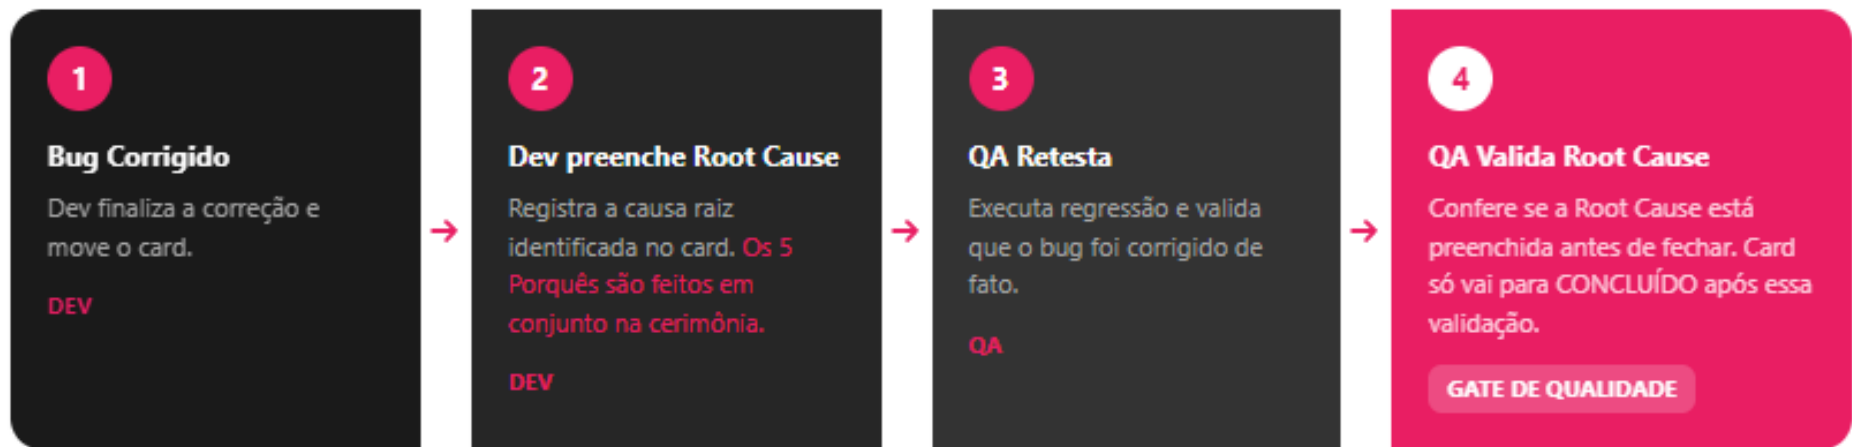 1
Bug Corrigido
Dev finaliza a correção e
move o card.
DEV
→
2
Dev preenche Root Cause
Registra a causa raiz
identificada no card. Os 5
Porquês são feitos em
conjunto na cerimônia.
DEV
→
3
QA Retesta
Executa regressão e valida
que o bug foi corrigido de
fato.
QA
→
4
QA Valida Root Cause
Confere se a Root Cause está
preenchida antes de fechar. Card
só vai para CONCLUÍDO após essa
validação.
GATE DE QUALIDADE